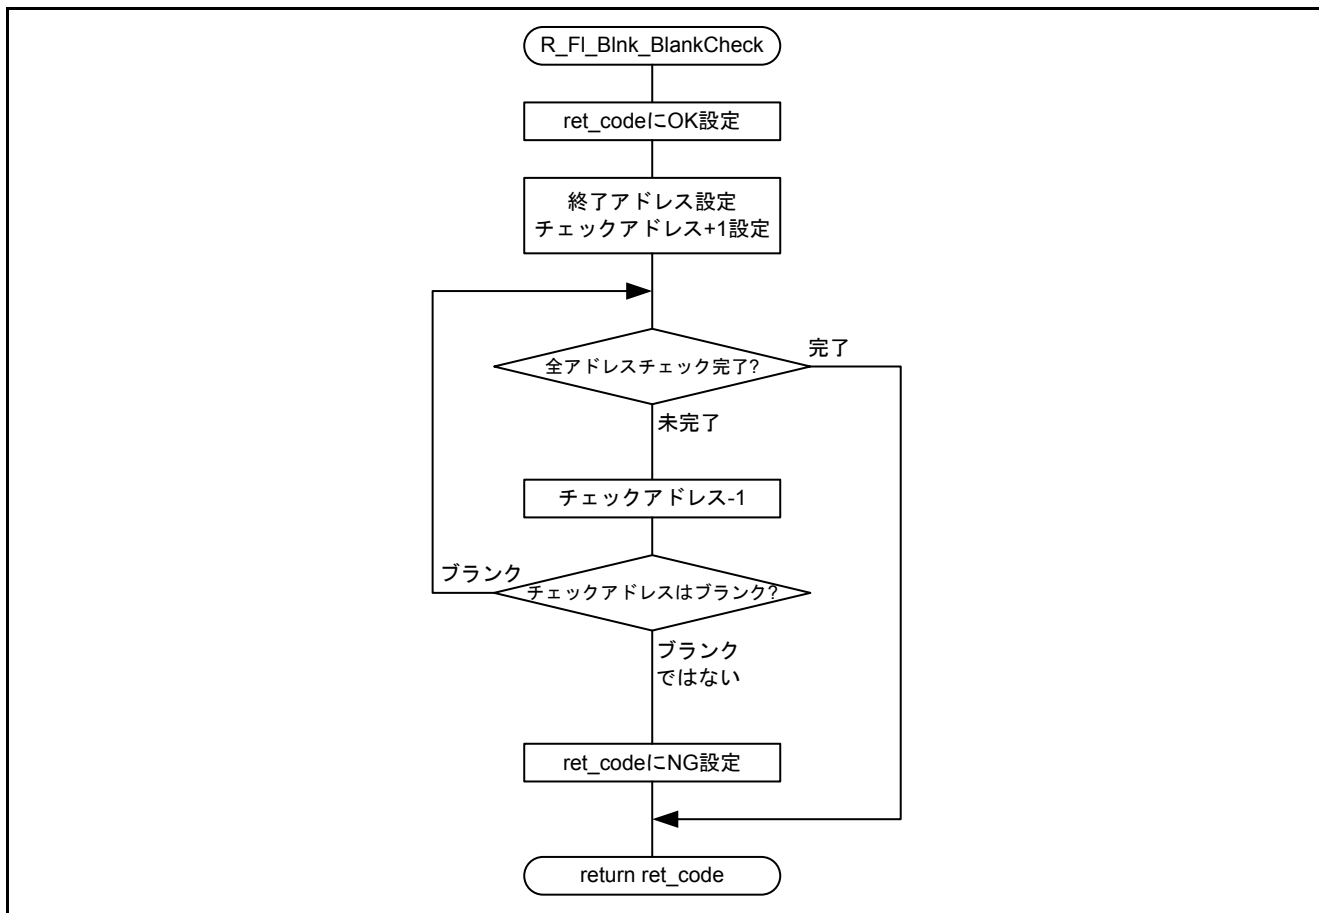 R_Fl_Blnk_BlankCheck
ret_codeにOK設定
終了アドレス設定
チェックアドレス+1設定
全アドレスチェック完了?
完了
未完了
チェックアドレス-1
ブランク
チェックアドレスはブランク?
ブランク
ではない
ret_codeにNG設定
return ret_code